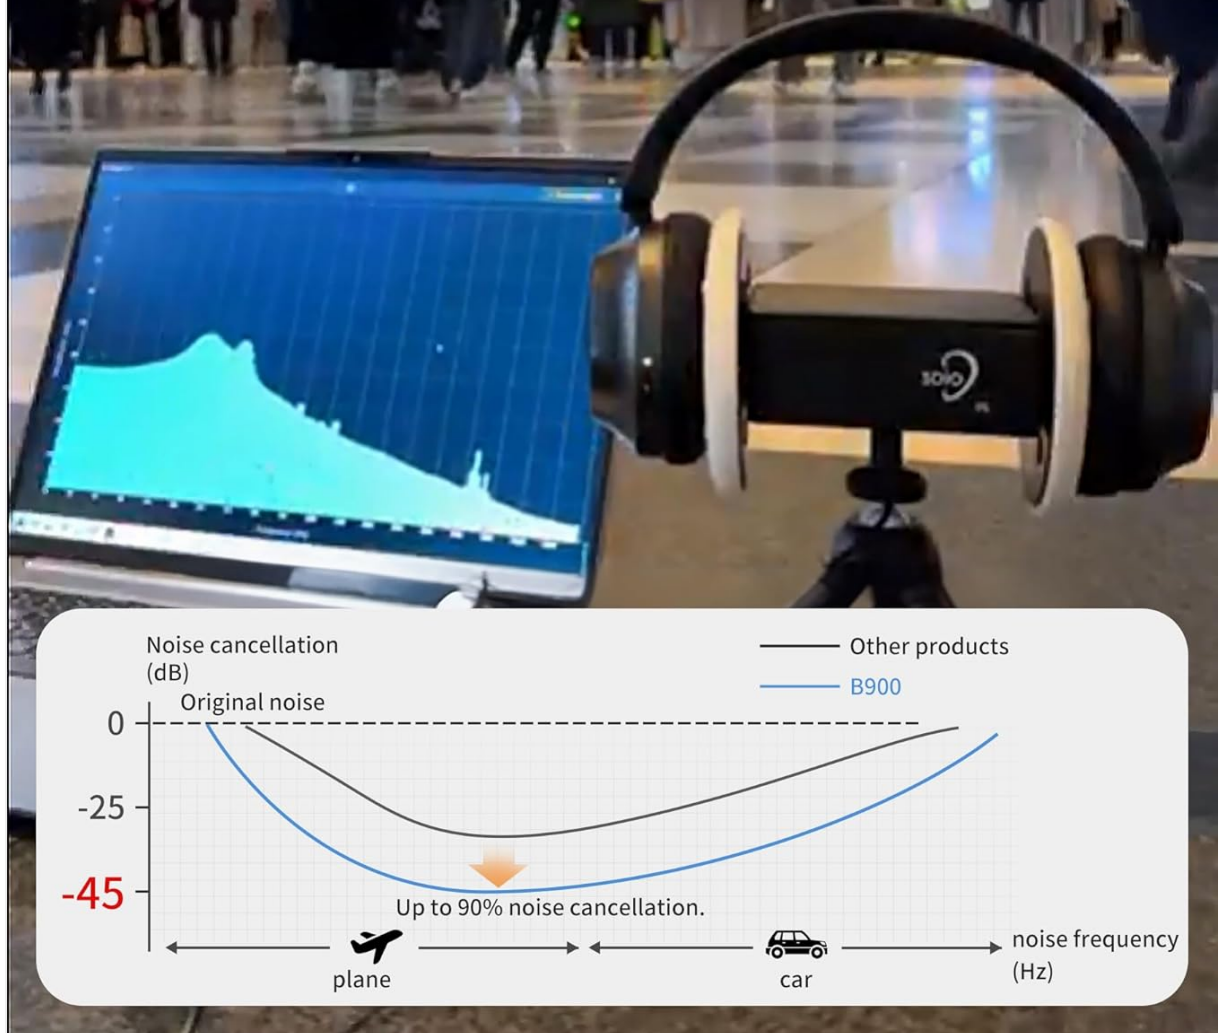 3DIO
Noise cancellation
(dB)
Other products
B900
Original noise
0
-25
-45
Up to 90% noise cancellation.
plane
car
noise frequency
(Hz)